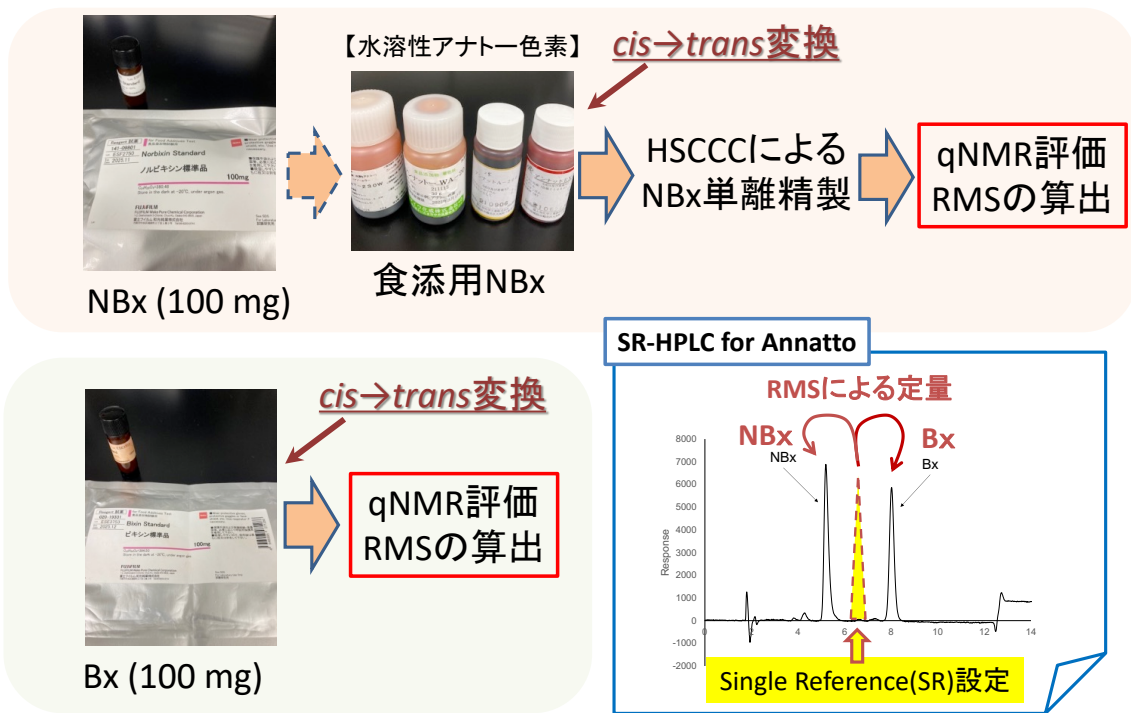 【水溶性アナトー色素】
cis→trans変換
Norbixin Standard
ノルビキシン標準品
100mg
FUJIFILM
NBx (100 mg)
食添用NBx
HSCCCによる
NBx単離精製
qNMR評価
RMSの算出
cis→trans変換
Bixin Standard
ビキシン標準品
100mg
Bx (100 mg)
qNMR評価
RMSの算出
SR-HPLC for Annatto
RMSによる定量
NBx
NBx
Bx
Bx
Response
8000
7000
6000
5000
4000
3000
2000
1000
0
-1000
-2000
0 2 4 6 8 10 12 14
Single Reference(SR)設定